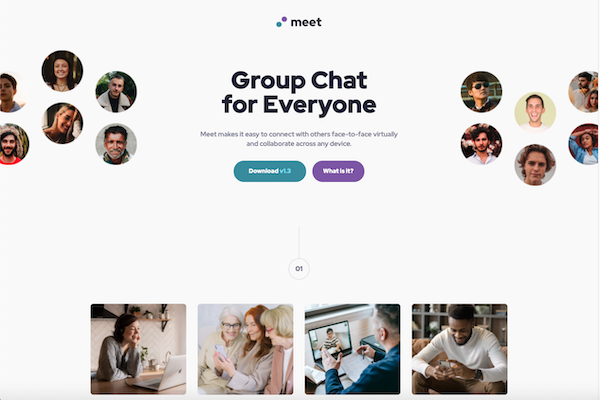 meet
Group Chat
for Everyone
Meet makes it easy to connect with others face-to-face virtually
and collaborate across any device.
Download v1.3
What is it?
01